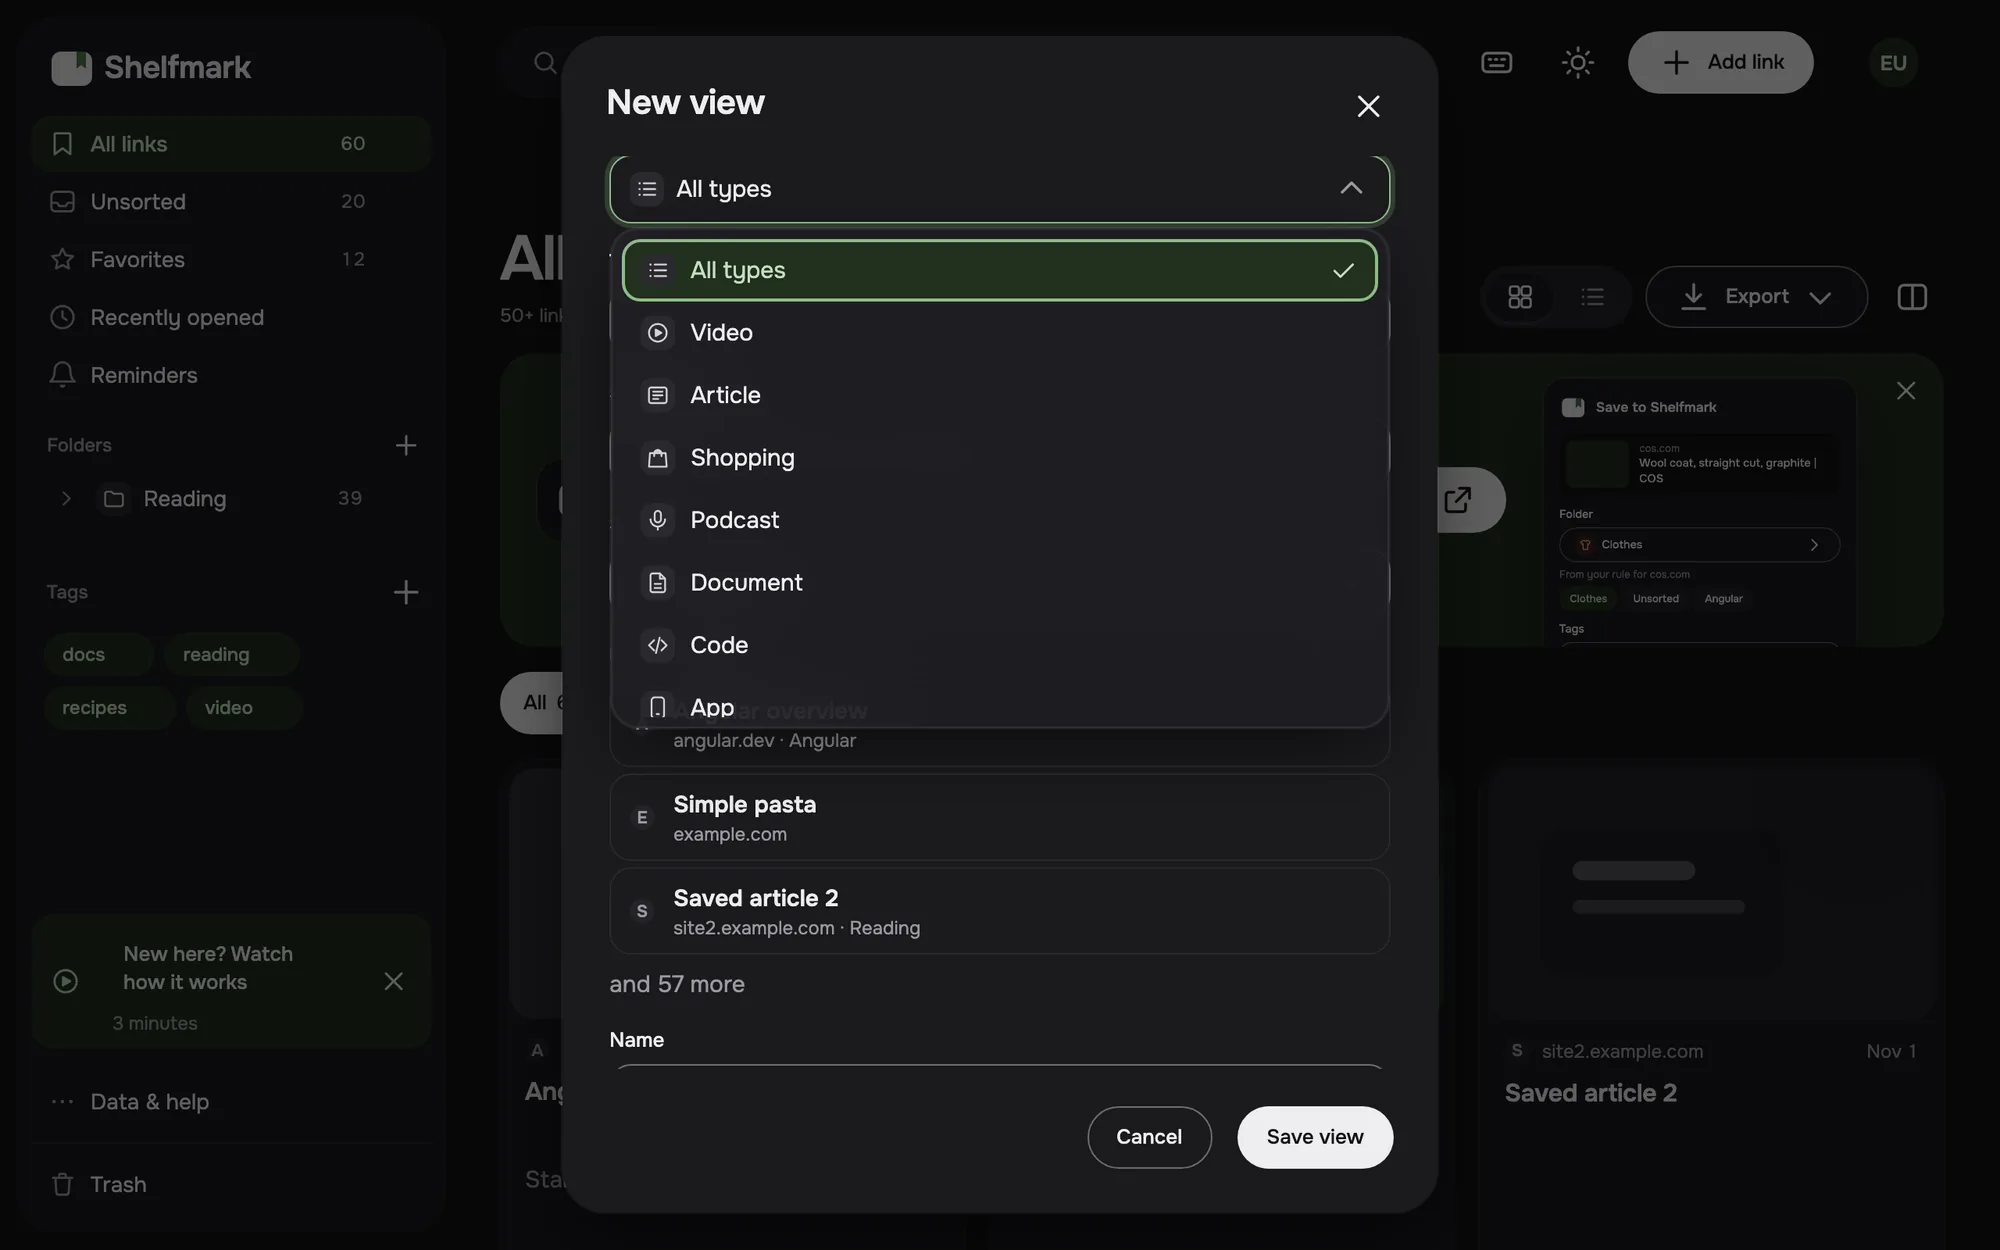 Shelfmark
All links 60
Unsorted 20
Favorites 12
Recently opened
Reminders
Folders
Reading 39
Tags
docs
reading
recipes
video
New here? Watch
how it works
3 minutes
Data & help
Trash
Add link
EU
All
50+
Export
All
Save to Shelfmark
cos.com
Wool coat, straight cut, graphite |
COS
Folder
Clothes
From your rule for cos.com
Clothes
Unsorted
Angular
Tags
A
S site2.example.com Nov 1
Saved article 2
New view
All types
All types
Video
Article
Shopping
Podcast
Document
Code
App
overview
angular.dev · Angular
E
Simple pasta
example.com
S
Saved article 2
site2.example.com · Reading
and 57 more
Name
Cancel
Save view